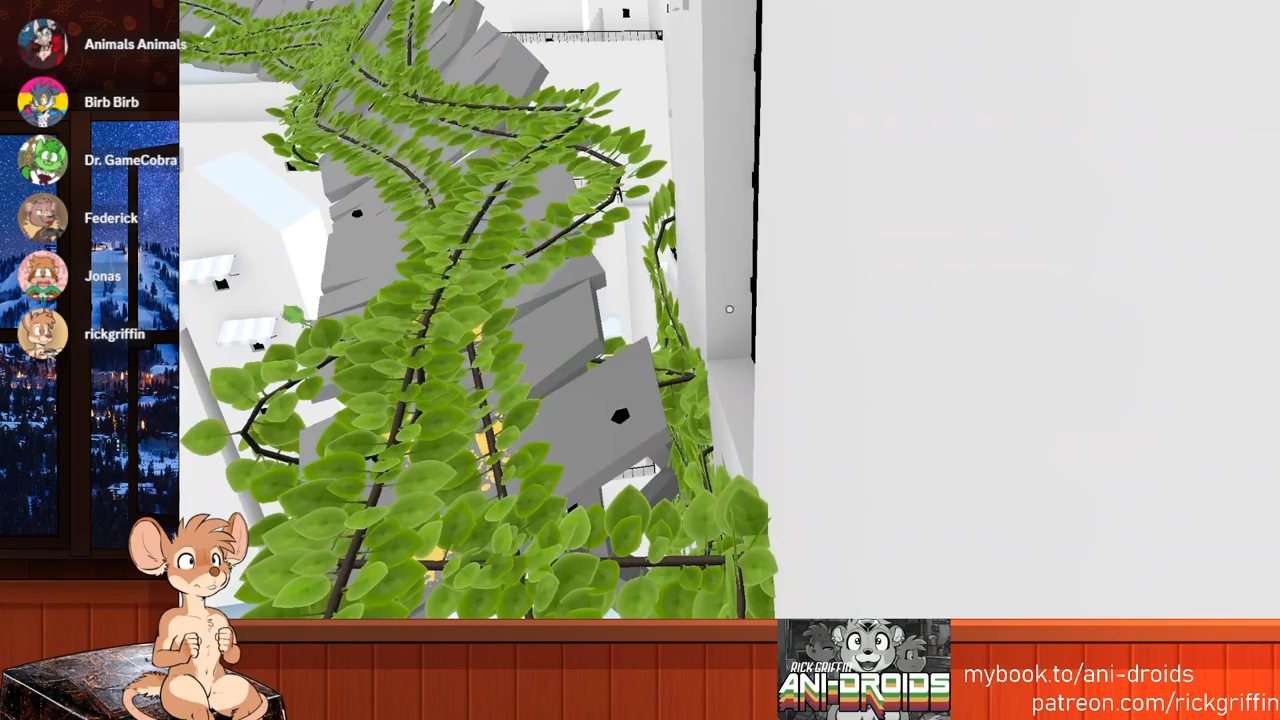 Animals Animals
Birb Birb
Dr. GameCobra
Federick
Jonas
rickgriffin
RICK GRIFFIN
ANI-DROIDS
mybook.to/ani-droids
patreon.com/rickgriffin